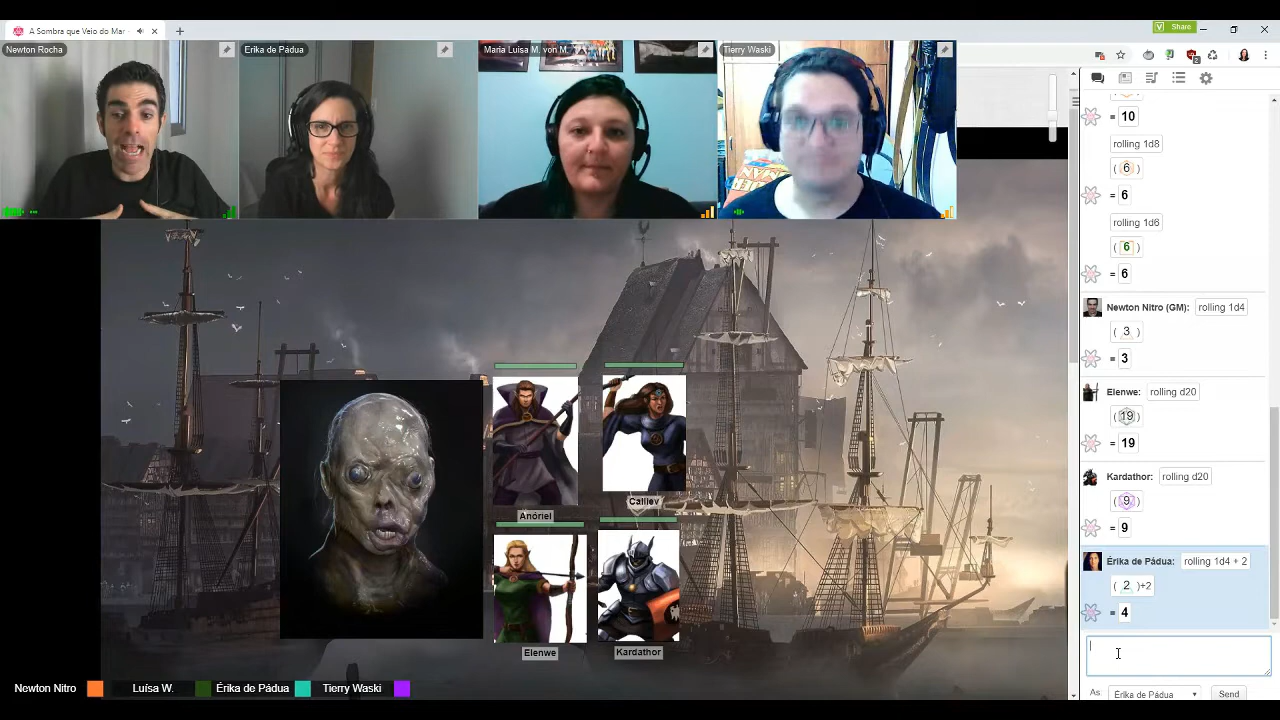 A Sombra que Veio do Mar
Share
Newton Rocha
Erika de Pádua
Maria Luisa M. von M.
Tierry Waski
= 10
rolling 1d8
( 6 )
= 6
rolling 1d6
( 6 )
= 6
Newton Nitro (GM): rolling 1d4
( 3 )
= 3
Elenwe: rolling d20
( 19 )
= 19
Kardathor: rolling d20
( 9 )
= 9
Érika de Pádua: rolling 1d4 + 2
( 2 )+2
= 4
As: Érika de Pádua
Send
Anóriel
Elenwe
Kardathor
Newton Nitro
Luísa W.
Érika de Pádua
Tierry Waski